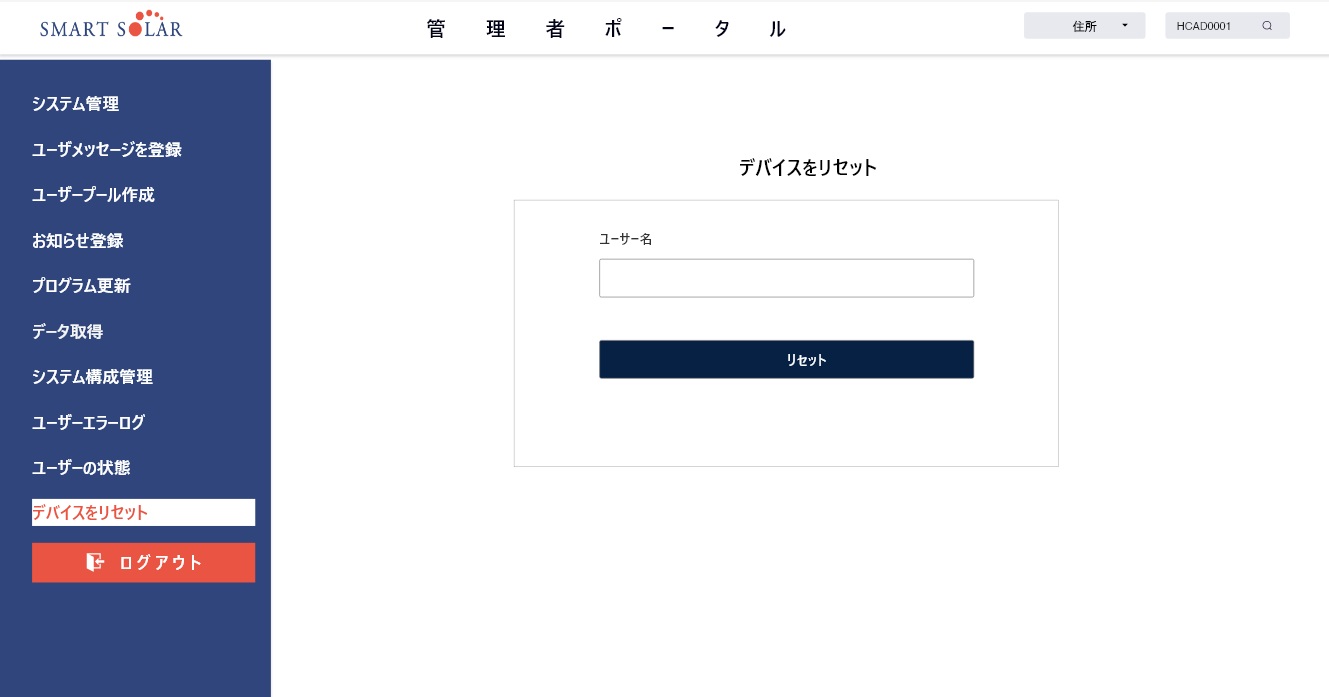 SMART SOLAR
管理者ポータル
住所
HCAD0001
システム管理
ユーザメッセージを登録
ユーザープール作成
お知らせ登録
プログラム更新
データ取得
システム構成管理
ユーザーエラーログ
ユーザーの状態
デバイスをリセット
ログアウト
デバイスをリセット
ユーサー名
リセット